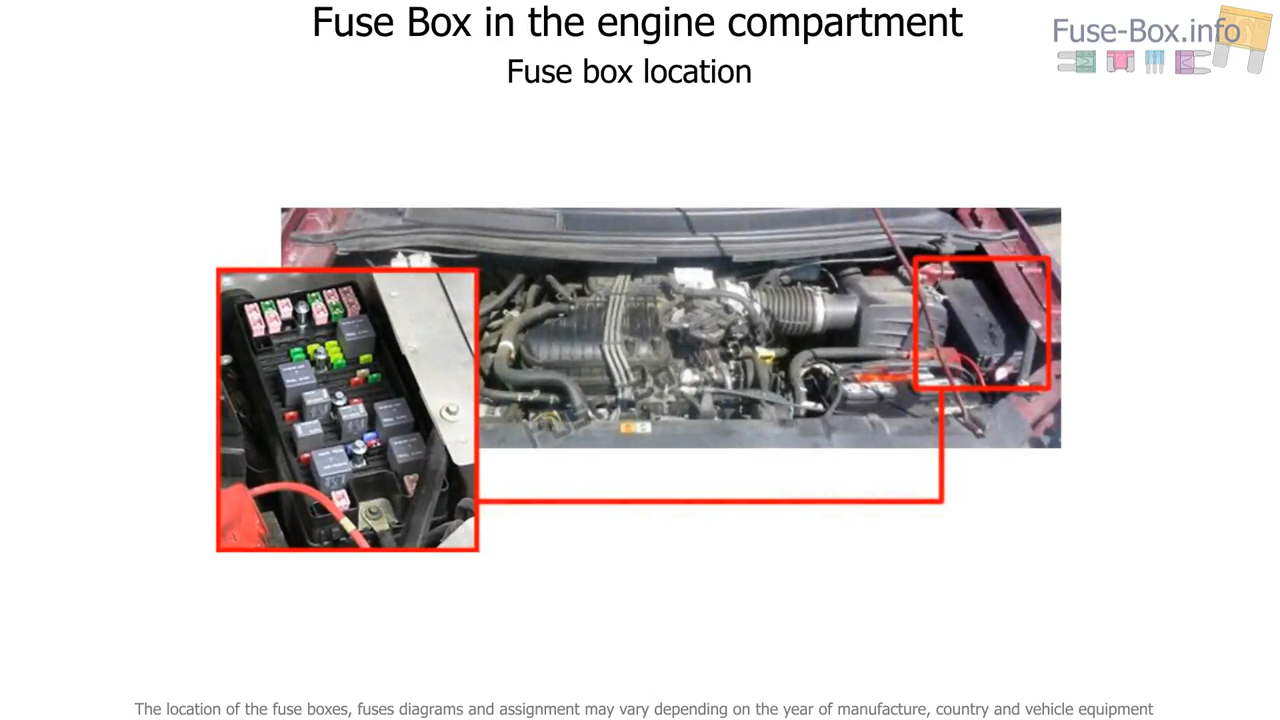 Fuse Box in the engine compartment
Fuse-Box.info
Fuse box location
The location of the fuse boxes, fuses diagrams and assignment may vary depending on the year of manufacture, country and vehicle equipment